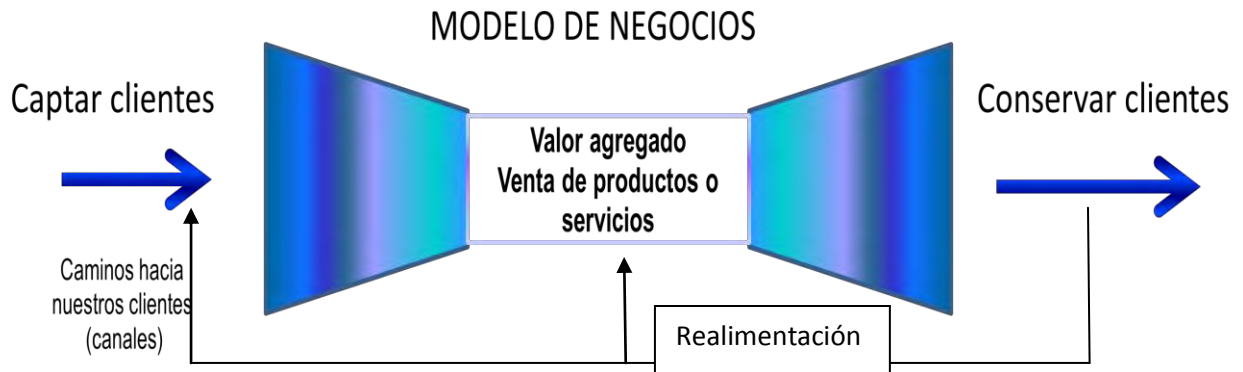 MODELO DE NEGOCIOS
Captar clientes
Conservar clientes
Valor agregado
Venta de productos o
servicios
Caminos hacia
nuestros clientes
(canales)
Realimentación